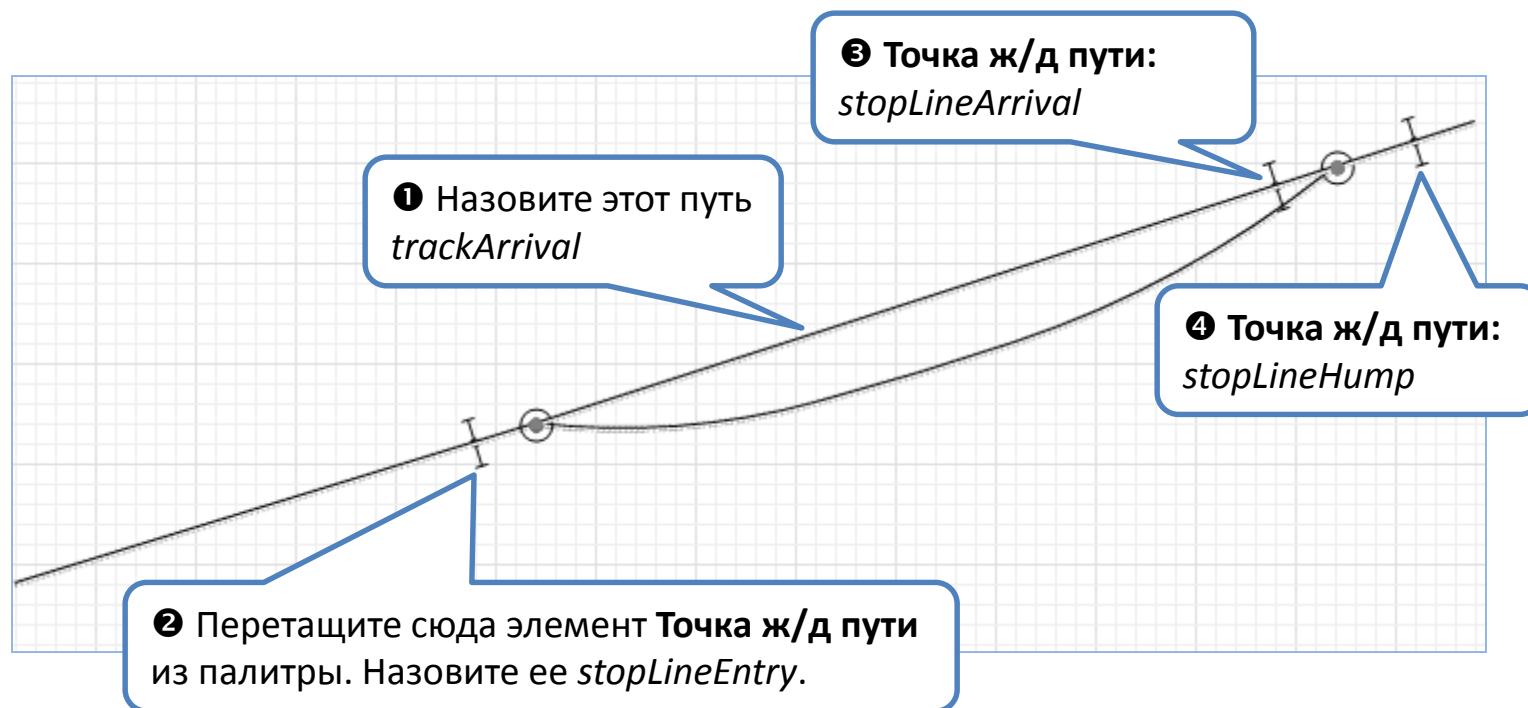 ❶ Назовите этот путь
trackArrival
❷ Перетащите сюда элемент Точка ж/д пути
из палитры. Назовите ее stopLineEntry.
❸ Точка ж/д пути:
stopLineArrival
❹ Точка ж/д пути:
stopLineHump